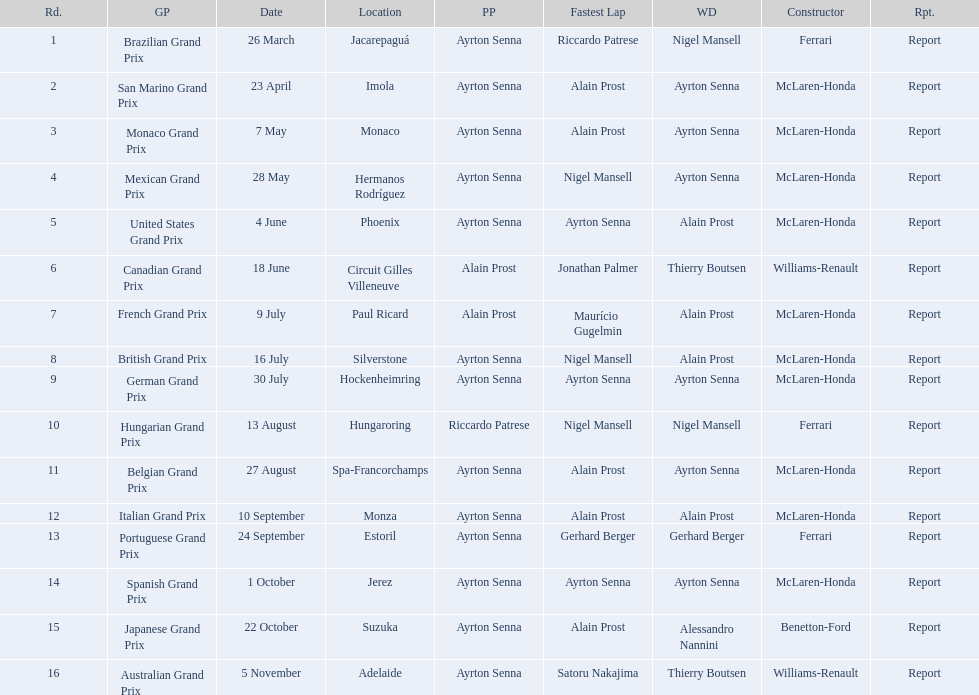 Rd. GP Date Location PP Fastest Lap WD Constructor Rpt.
1 Brazilian Grand Prix 26 March Jacarepaguá Ayrton Senna Riccardo Patrese Nigel Mansell Ferrari Report
2 San Marino Grand Prix 23 April Imola Ayrton Senna Alain Prost Ayrton Senna McLaren-Honda Report
3 Monaco Grand Prix 7 May Monaco Ayrton Senna Alain Prost Ayrton Senna McLaren-Honda Report
4 Mexican Grand Prix 28 May Hermanos Rodríguez Ayrton Senna Nigel Mansell Ayrton Senna McLaren-Honda Report
5 United States Grand Prix 4 June Phoenix Ayrton Senna Ayrton Senna Alain Prost McLaren-Honda Report
6 Canadian Grand Prix 18 June Circuit Gilles Villeneuve Alain Prost Jonathan Palmer Thierry Boutsen Williams-Renault Report
7 French Grand Prix 9 July Paul Ricard Alain Prost Maurício Gugelmin Alain Prost McLaren-Honda Report
8 British Grand Prix 16 July Silverstone Ayrton Senna Nigel Mansell Alain Prost McLaren-Honda Report
9 German Grand Prix 30 July Hockenheimring Ayrton Senna Ayrton Senna Ayrton Senna McLaren-Honda Report
10 Hungarian Grand Prix 13 August Hungaroring Riccardo Patrese Nigel Mansell Nigel Mansell Ferrari Report
11 Belgian Grand Prix 27 August Spa-Francorchamps Ayrton Senna Alain Prost Ayrton Senna McLaren-Honda Report
12 Italian Grand Prix 10 September Monza Ayrton Senna Alain Prost Alain Prost McLaren-Honda Report
13 Portuguese Grand Prix 24 September Estoril Ayrton Senna Gerhard Berger Gerhard Berger Ferrari Report
14 Spanish Grand Prix 1 October Jerez Ayrton Senna Ayrton Senna Ayrton Senna McLaren-Honda Report
15 Japanese Grand Prix 22 October Suzuka Ayrton Senna Alain Prost Alessandro Nannini Benetton-Ford Report
16 Australian Grand Prix 5 November Adelaide Ayrton Senna Satoru Nakajima Thierry Boutsen Williams-Renault Report